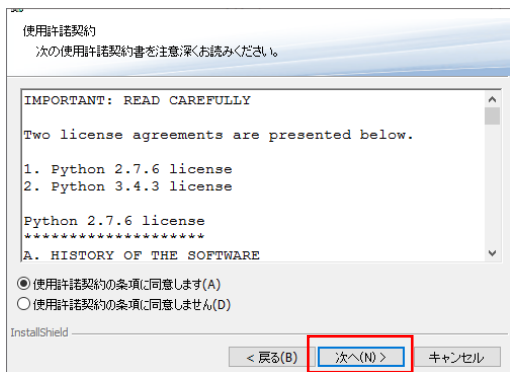 使用許諾契約
次の使用許諾契約書を注意深くお読みください。
IMPORTANT: READ CAREFULLY
Two license agreements are presented below.
1. Python 2.7.6 license
2. Python 3.4.3 license
Python 2.7.6 license
*********************
A. HISTORY OF THE SOFTWARE
使用許諾契約の条項に同意します(A)
使用許諾契約の条項に同意しません(D)
InstallShield
< 戻る(B) 次へ(N) > キャンセル